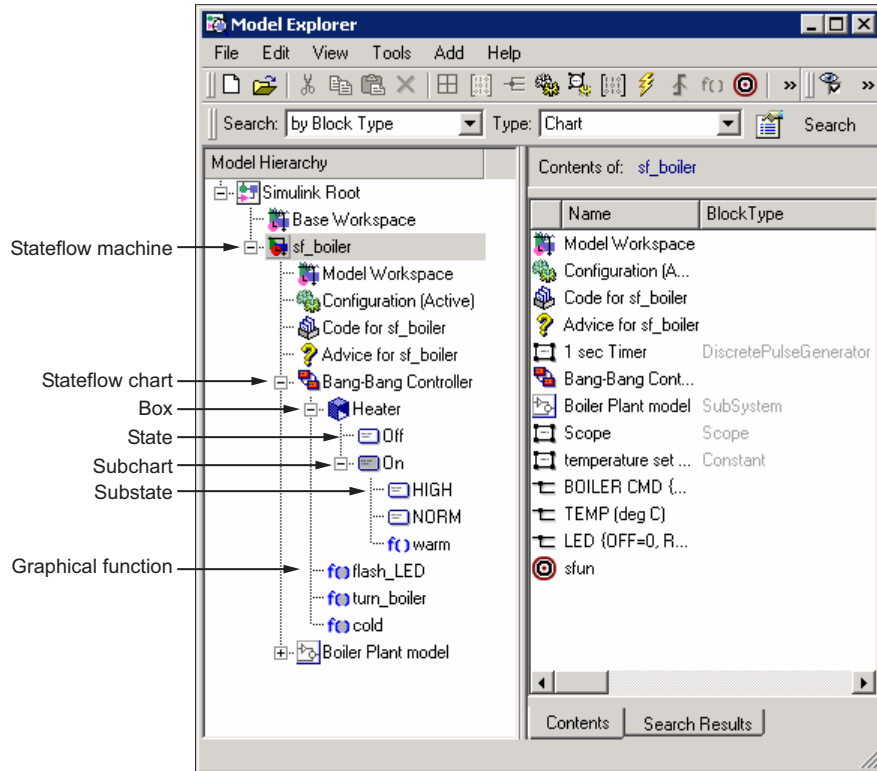 Model Explorer
File Edit View Tools Add Help
Search: by Block Type Type: Chart Search
Model Hierarchy
Simulink Root
Base Workspace
Stateflow machine sf_boiler
Model Workspace
Configuration (Active)
Code for sf_boiler
Advice for sf_boiler
Stateflow chart Bang-Bang Controller
Box Heater
State Off
Subchart On
Substate HIGH
NORM
f() warm
Graphical function f() flash_LED
f() turn_boiler
f() cold
Boiler Plant model
Contents of: sf_boiler
Name BlockType
Model Workspace
Configuration (A...
Code for sf_boiler
Advice for sf_boiler
1 sec Timer DiscretePulseGenerator
Bang-Bang Cont...
Boiler Plant model SubSystem
Scope Scope
temperature set ... Constant
BOILER CMD {...
TEMP (deg C)
LED {OFF=0, R...
sfun
Contents Search Results